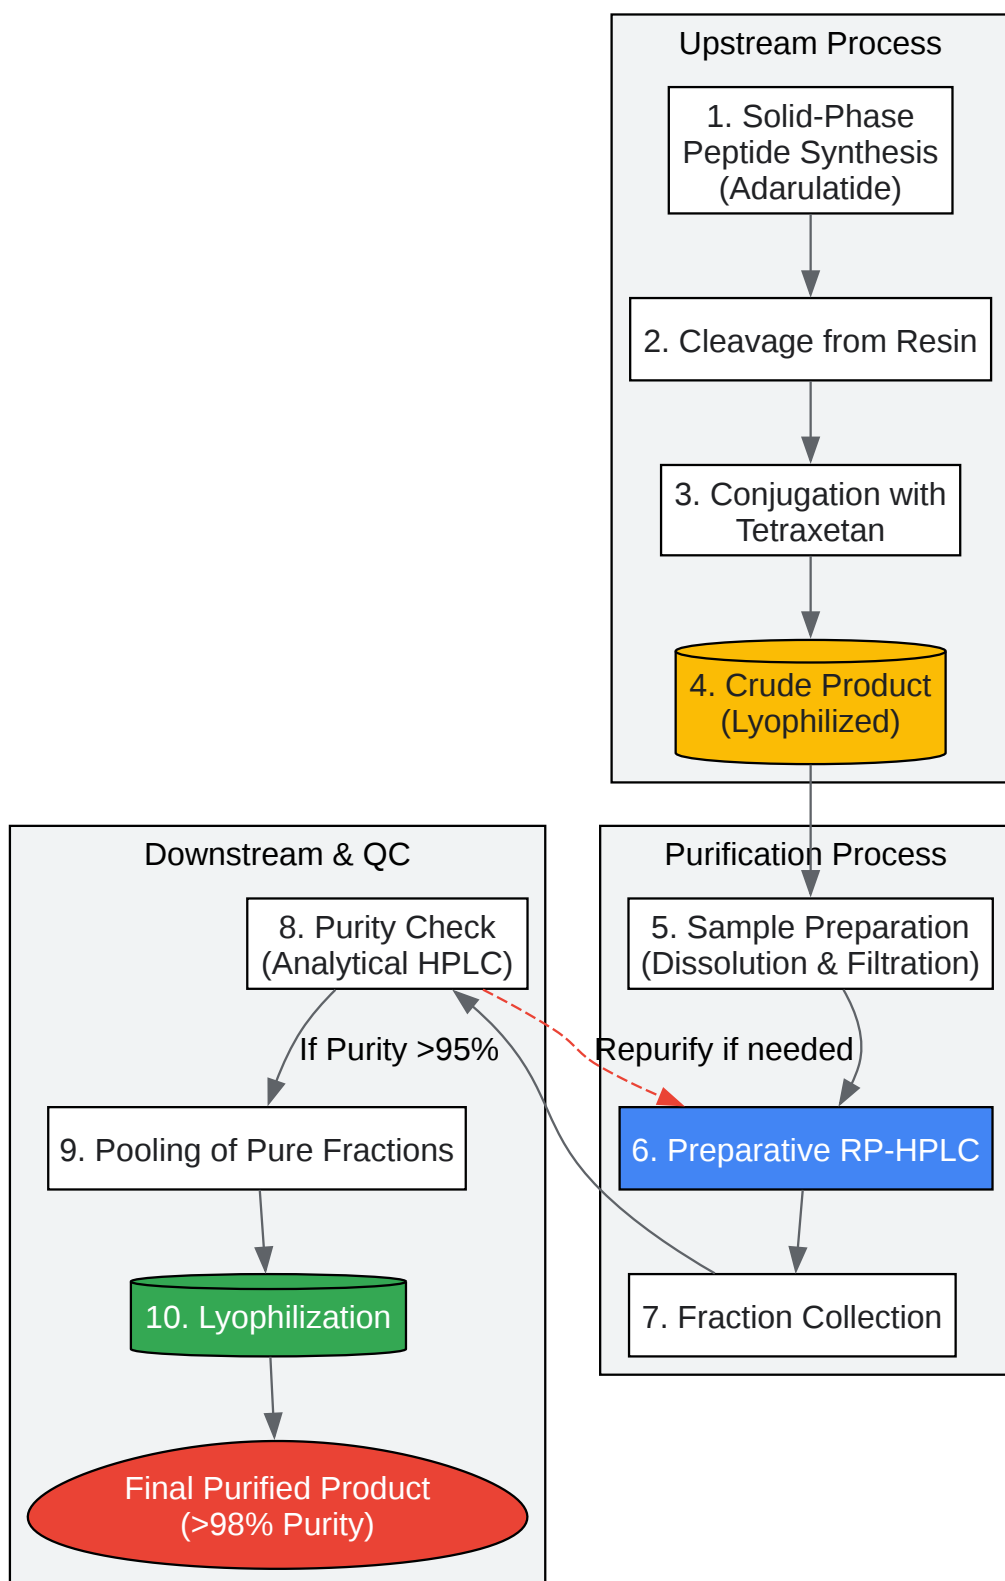 Upstream Process
1. Solid-Phase
Peptide Synthesis
(Adarulatide)
2. Cleavage from Resin
3. Conjugation with
Tetraxetan
4. Crude Product
(Lyophilized)
Purification Process
5. Sample Preparation
(Dissolution & Filtration)
Repurify if needed
6. Preparative RP-HPLC
7. Fraction Collection
Downstream & QC
8. Purity Check
(Analytical HPLC)
If Purity >95%
9. Pooling of Pure Fractions
10. Lyophilization
Final Purified Product
(>98% Purity)